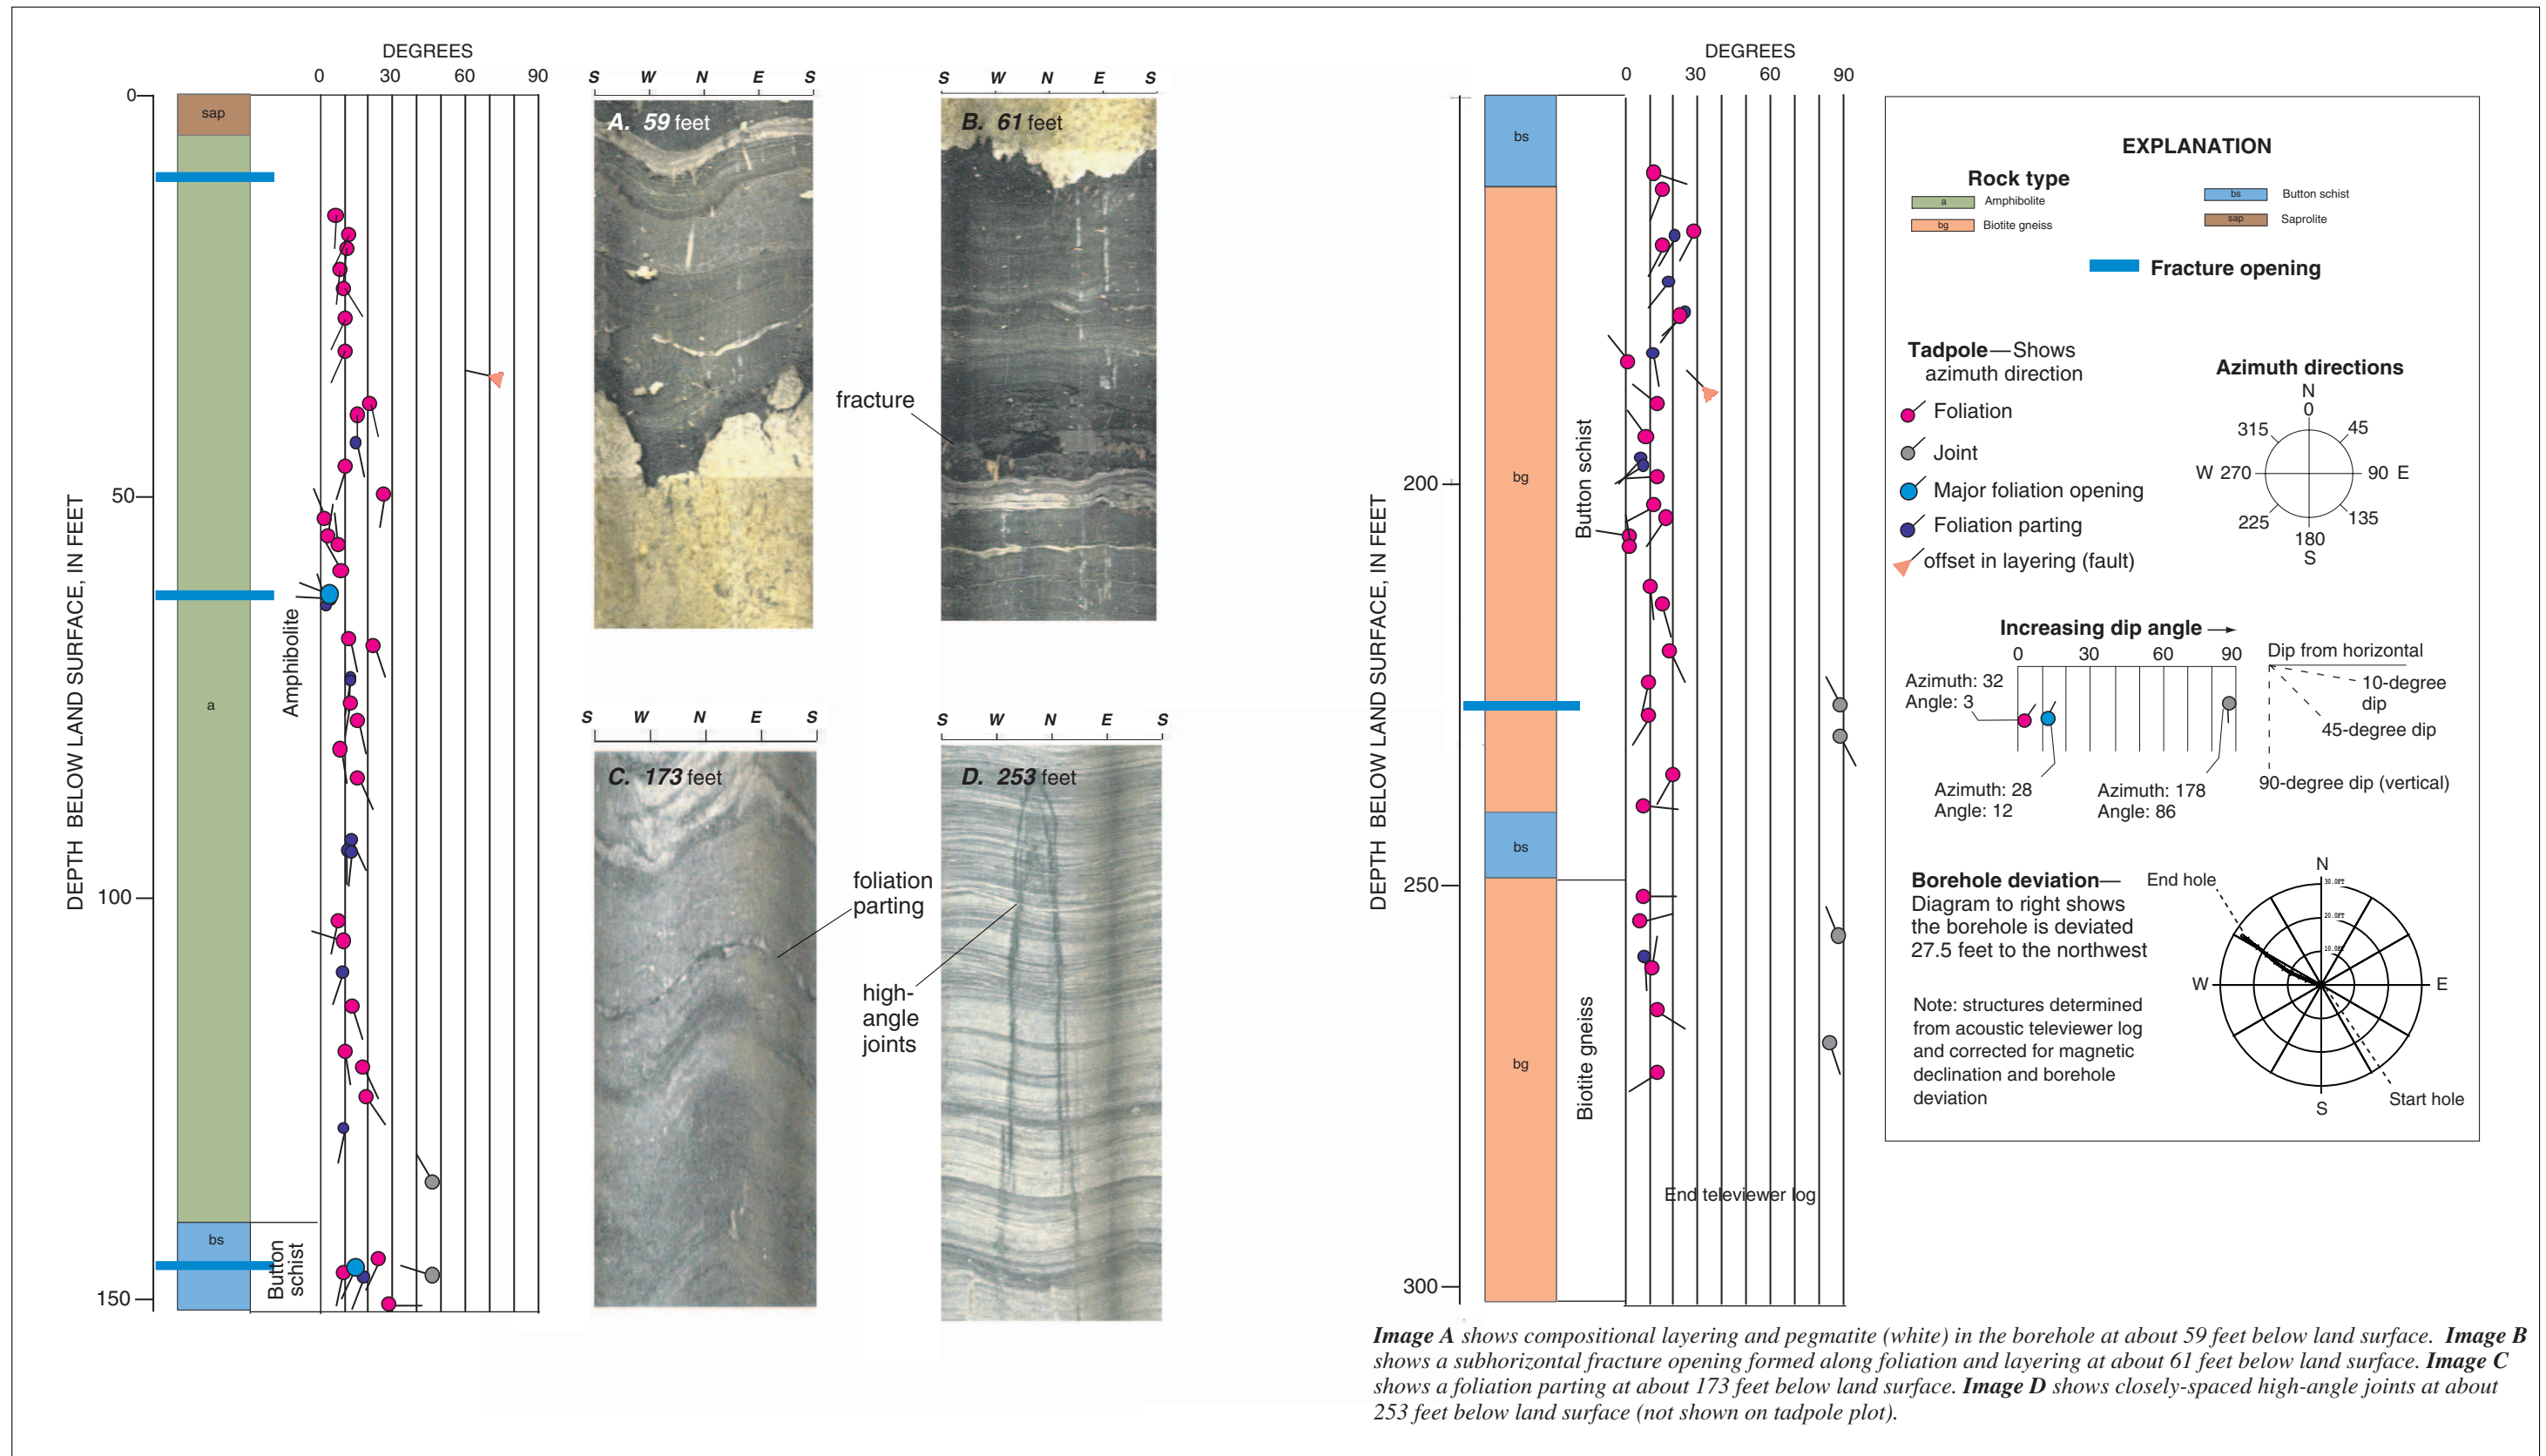 DEGREES
0 30 60 90
0
50
100
150
DEPTH BELOW LAND SURFACE, IN FEET
sap
a
bs
Amphibolite
Button
schist
S W N E S
A. 59 feet
S W N E S
B. 61 feet
fracture
S W N E S
C. 173 feet
foliation
parting
S W N E S
D. 253 feet
high-
angle
joints
DEGREES
0 30 60 90
200
250
300
DEPTH BELOW LAND SURFACE, IN FEET
bs
bg
bs
bg
Button schist
Biotite gneiss
End televiewer log
EXPLANATION
Rock type
a Amphibolite
bg Biotite gneiss
bs Button schist
sap Saprolite
Fracture opening
Tadpole—Shows
azimuth direction
Foliation
Joint
Major foliation opening
Foliation parting
offset in layering (fault)
Azimuth directions
N
0
315 45
W 270 90 E
225 135
180
S
Increasing dip angle
0 30 60 90
Azimuth: 32
Angle: 3
Azimuth: 28
Angle: 12
Azimuth: 178
Angle: 86
Dip from horizontal
10-degree
dip
45-degree dip
90-degree dip (vertical)
Borehole deviation—
Diagram to right shows
the borehole is deviated
27.5 feet to the northwest
Note: structures determined
from acoustic televiewer log
and corrected for magnetic
declination and borehole
deviation
End hole
N
30.0FT
20.0FT
10.0FT
W E
S
Start hole
Image A shows compositional layering and pegmatite (white) in the borehole at about 59 feet below land surface. Image B
shows a subhorizontal fracture opening formed along foliation and layering at about 61 feet below land surface. Image C
shows a foliation parting at about 173 feet below land surface. Image D shows closely-spaced high-angle joints at about
253 feet below land surface (not shown on tadpole plot).